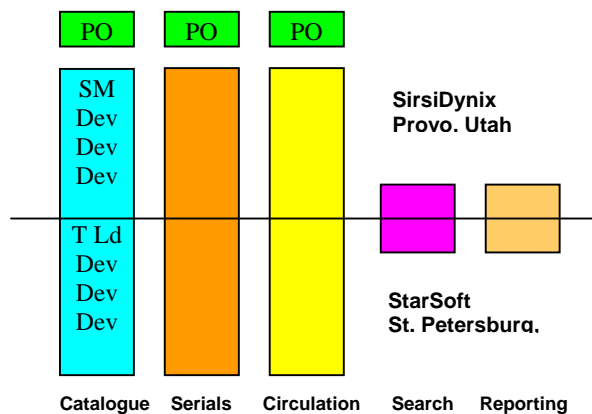 PO PO PO
SM
Dev
Dev
Dev
SirsiDynix
Provo. Utah
T Ld
Dev
Dev
Dev
StarSoft
St. Petersburg,
Catalogue Serials Circulation Search Reporting